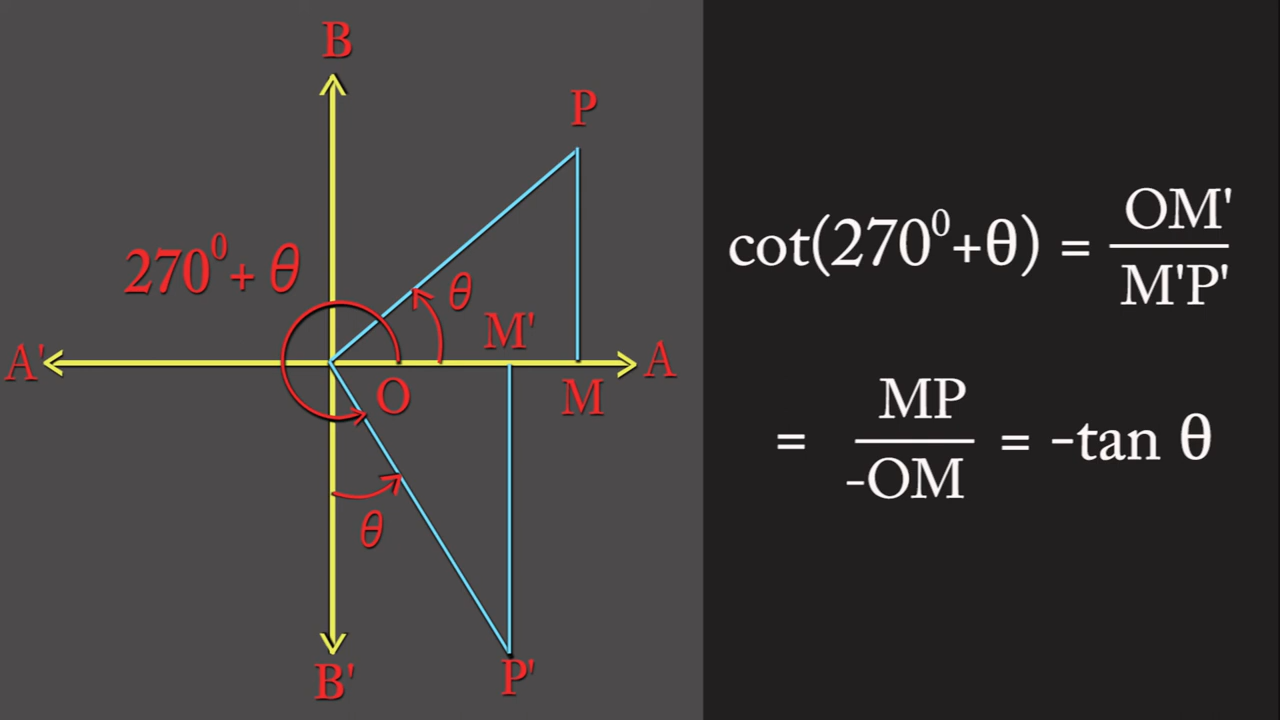 B
P
270⁰+ θ
θ
M'
A'
A
O
M
θ
B'
P'
cot(270⁰+θ) = OM'
M'P'
= MP = -tan θ
-OM